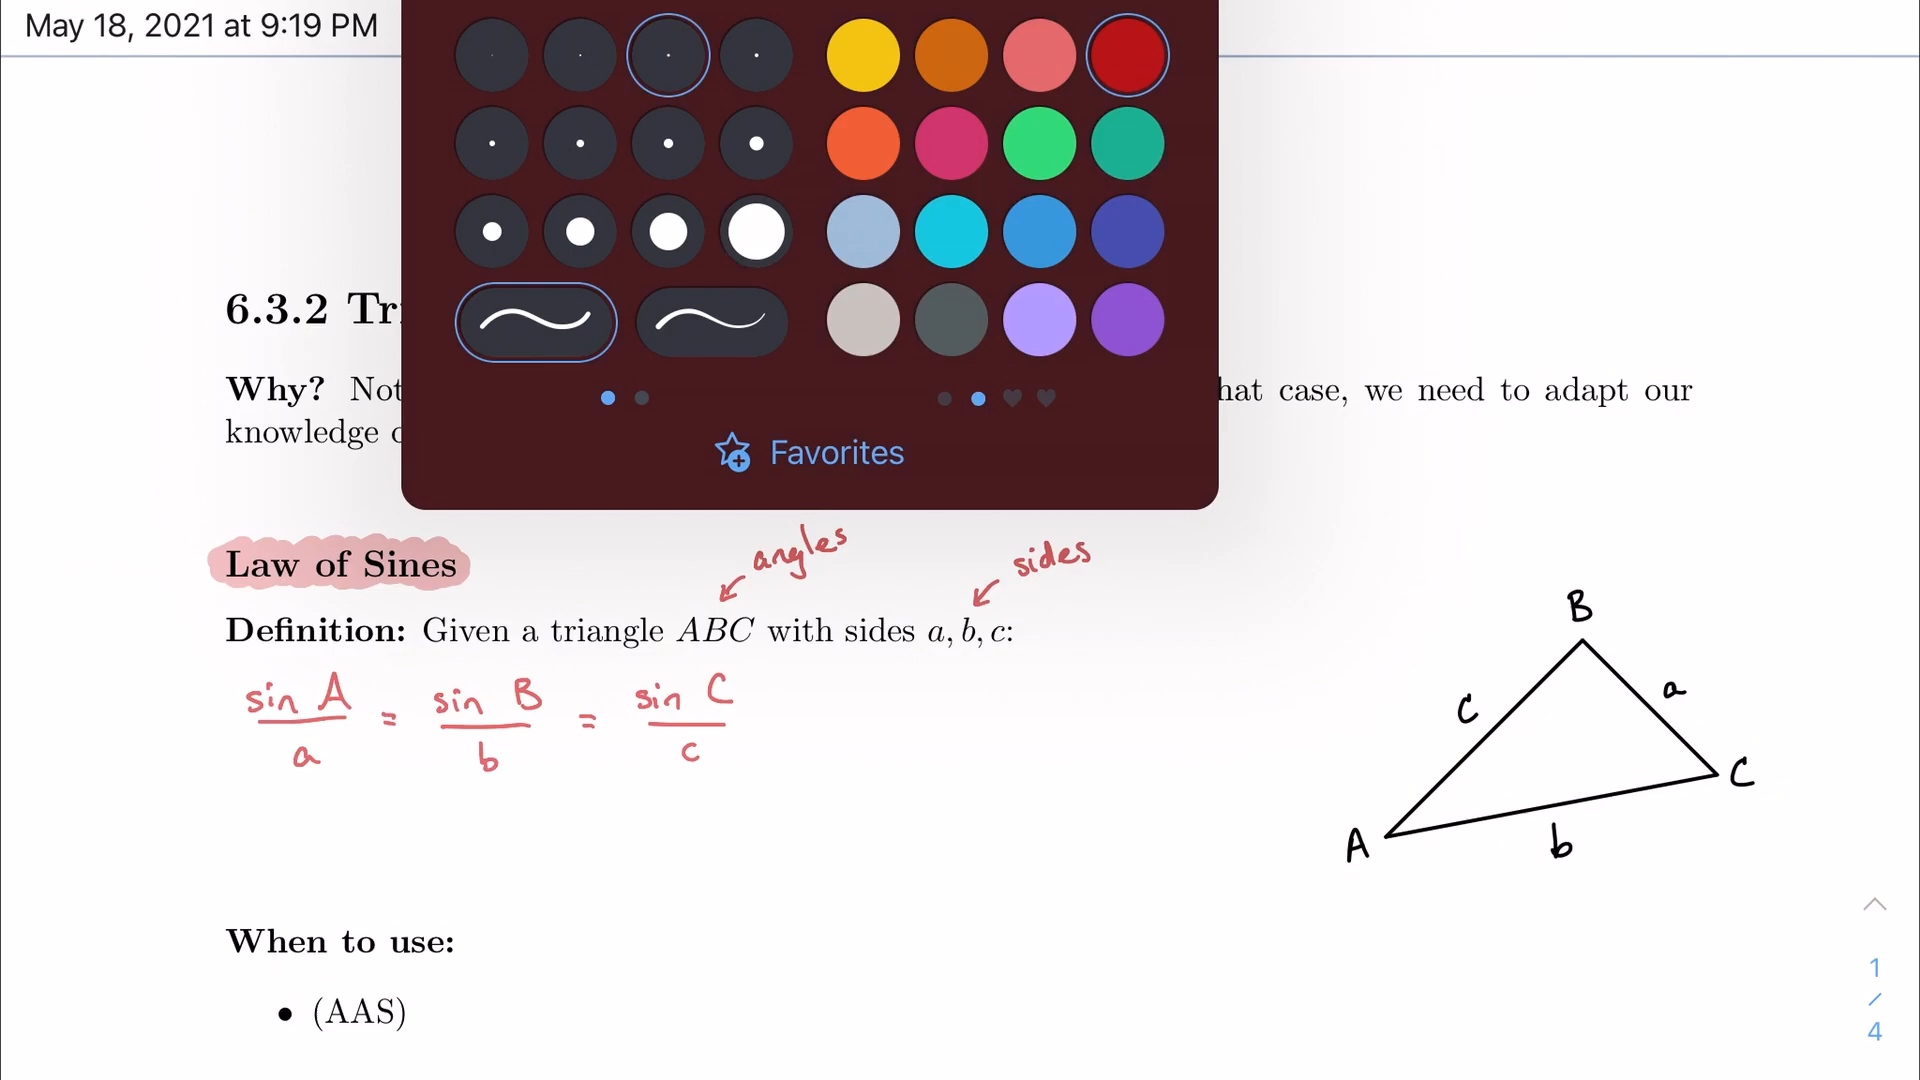 May 18, 2021 at 9:19 PM
6.3.2 Tr
Why? Not
hat case, we need to adapt our
knowledge
Favorites
angles
sides
Law of Sines
Definition: Given a triangle ABC with sides a, b, c:
sin A / a = sin B / b = sin C / c
B
c
a
C
A
b
When to use:
• (AAS)
1
/
4